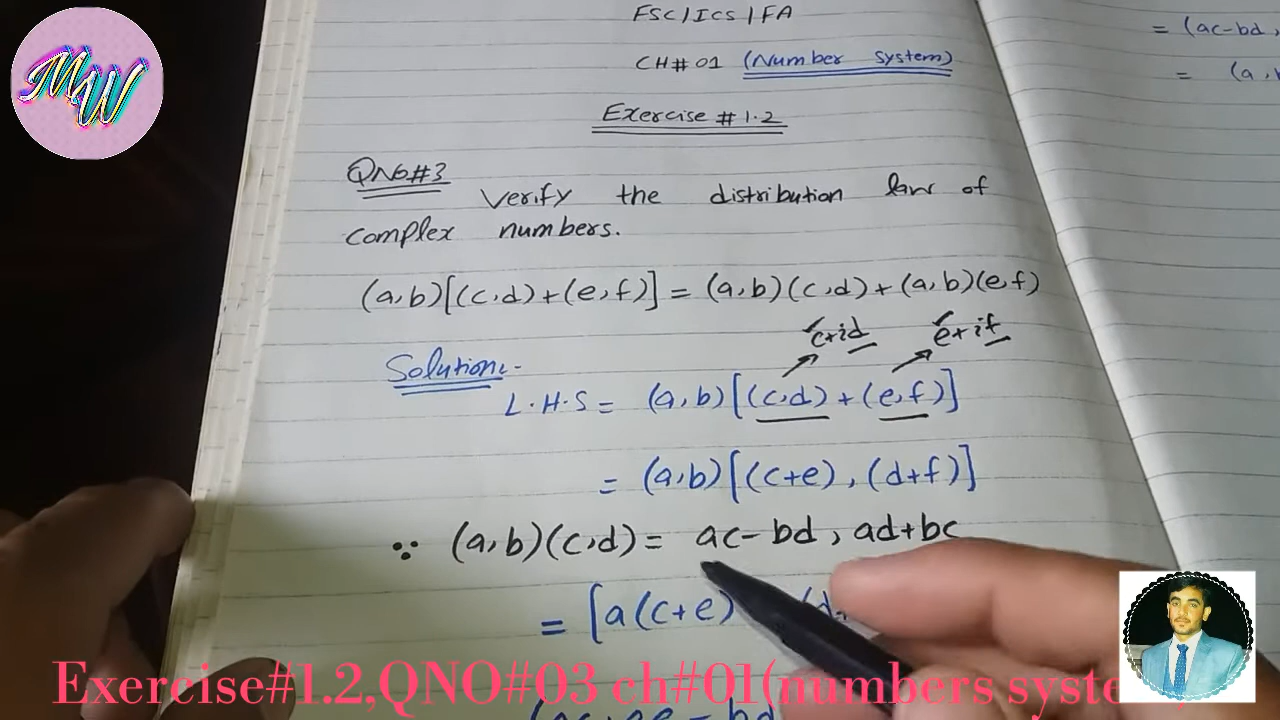 MW
FSC/ICS/FA
CH#01 (Number System)
Exercise #1.2
QNo#3
Verify the distribution law of
complex numbers.
(a,b)[(c,d)+(e,f)] = (a,b)(c,d)+(a,b)(e,f)
c+id e+if
Solution:-
L.H.S = (a,b)[(c,d)+(e,f)]
= (a,b)[(c+e),(d+f)]
∵ (a,b)(c,d) = ac-bd, ad+bc
= [a(c+e)
= (ac-bd,
= (a,
Exercise#1.2,QNO#03 ch#01(numbers